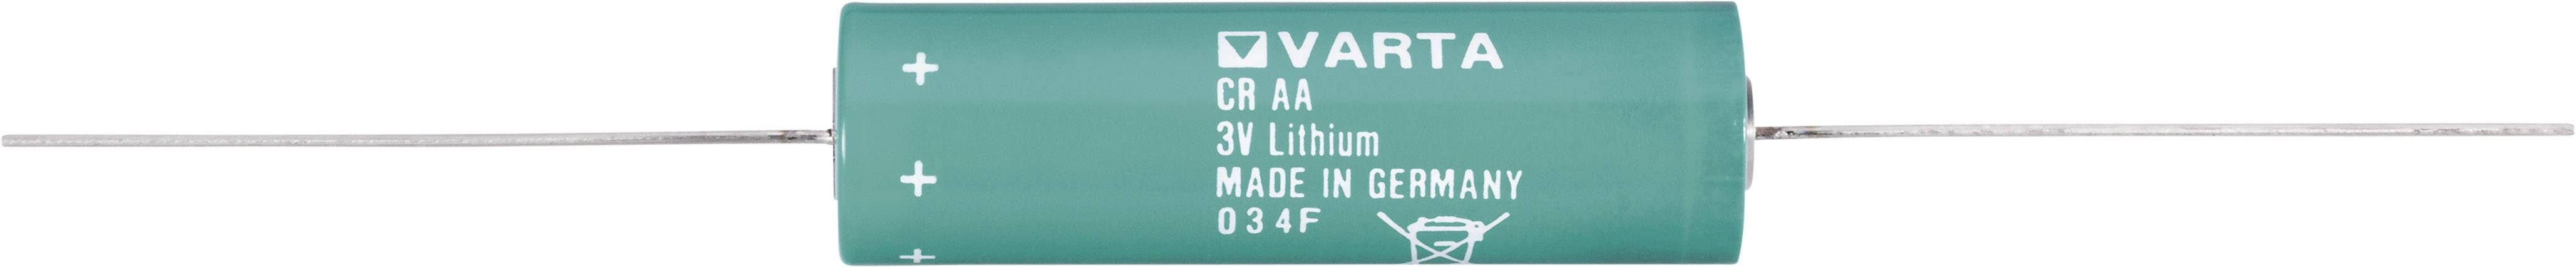 +
+
+
VARTA
CR AA
3V Lithium
MADE IN GERMANY
034F